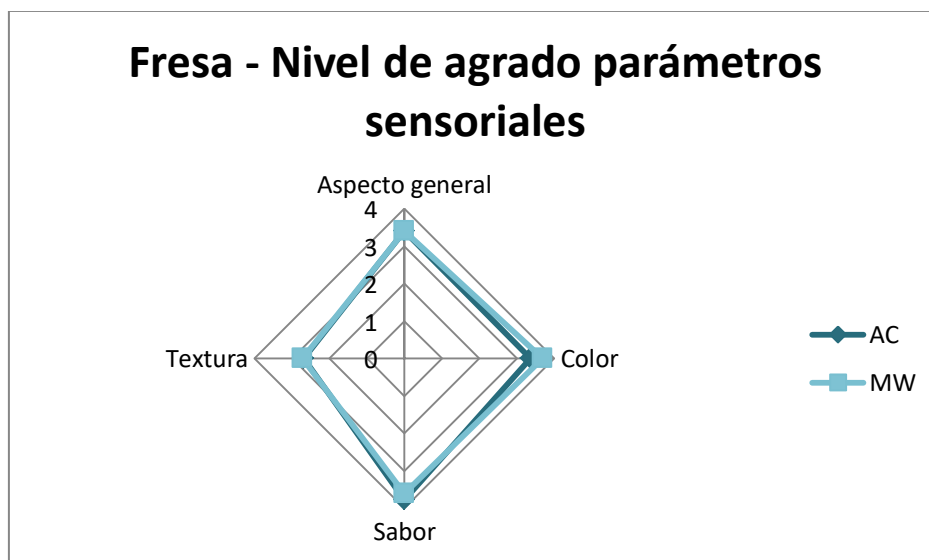 Fresa - Nivel de agrado parámetros
sensoriales
Aspecto general
4
3
2
1
0
Textura
Color
Sabor
AC
MW